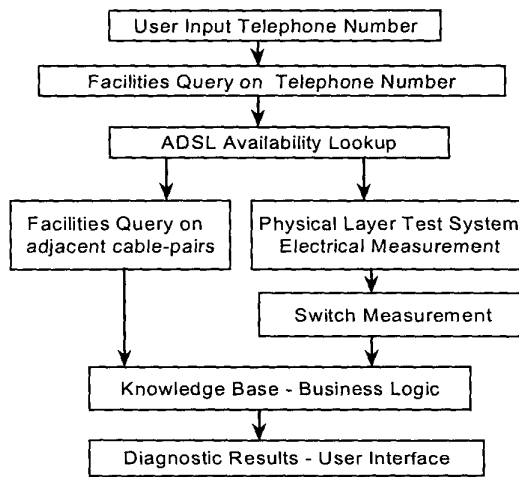 User Input Telephone Number
Facilities Query on Telephone Number
ADSL Availability Lookup
Facilities Query on
adjacent cable-pairs
Physical Layer Test System
Electrical Measurement
Switch Measurement
Knowledge Base - Business Logic
Diagnostic Results - User Interface